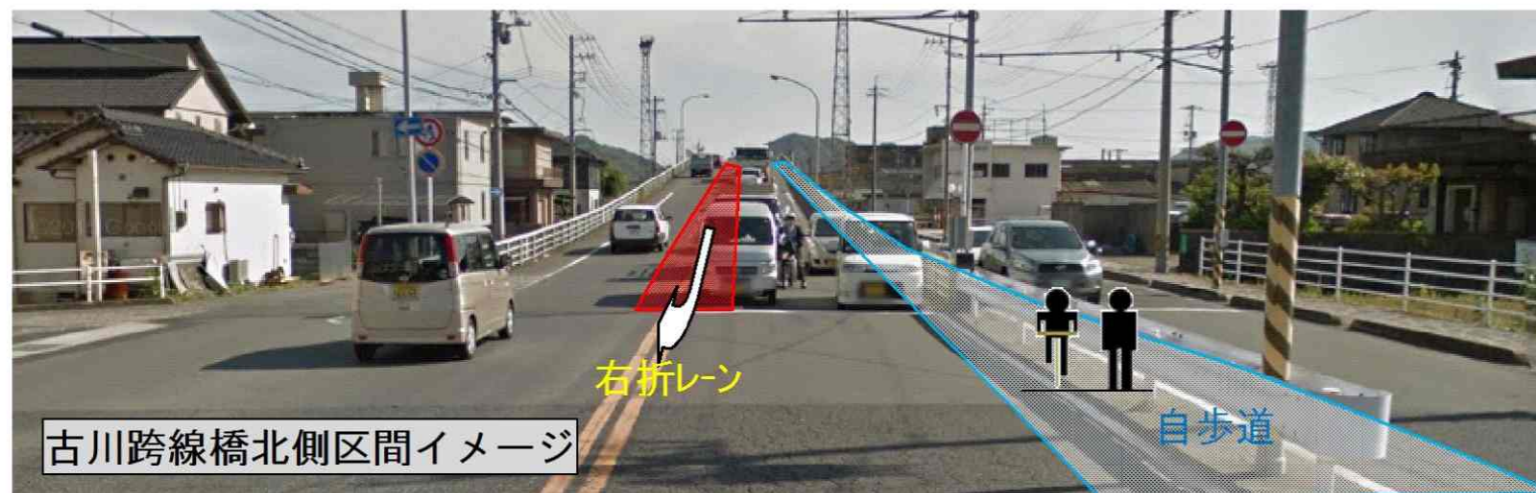 右折レーン
自歩道
古川跨線橋北側区間イメージ